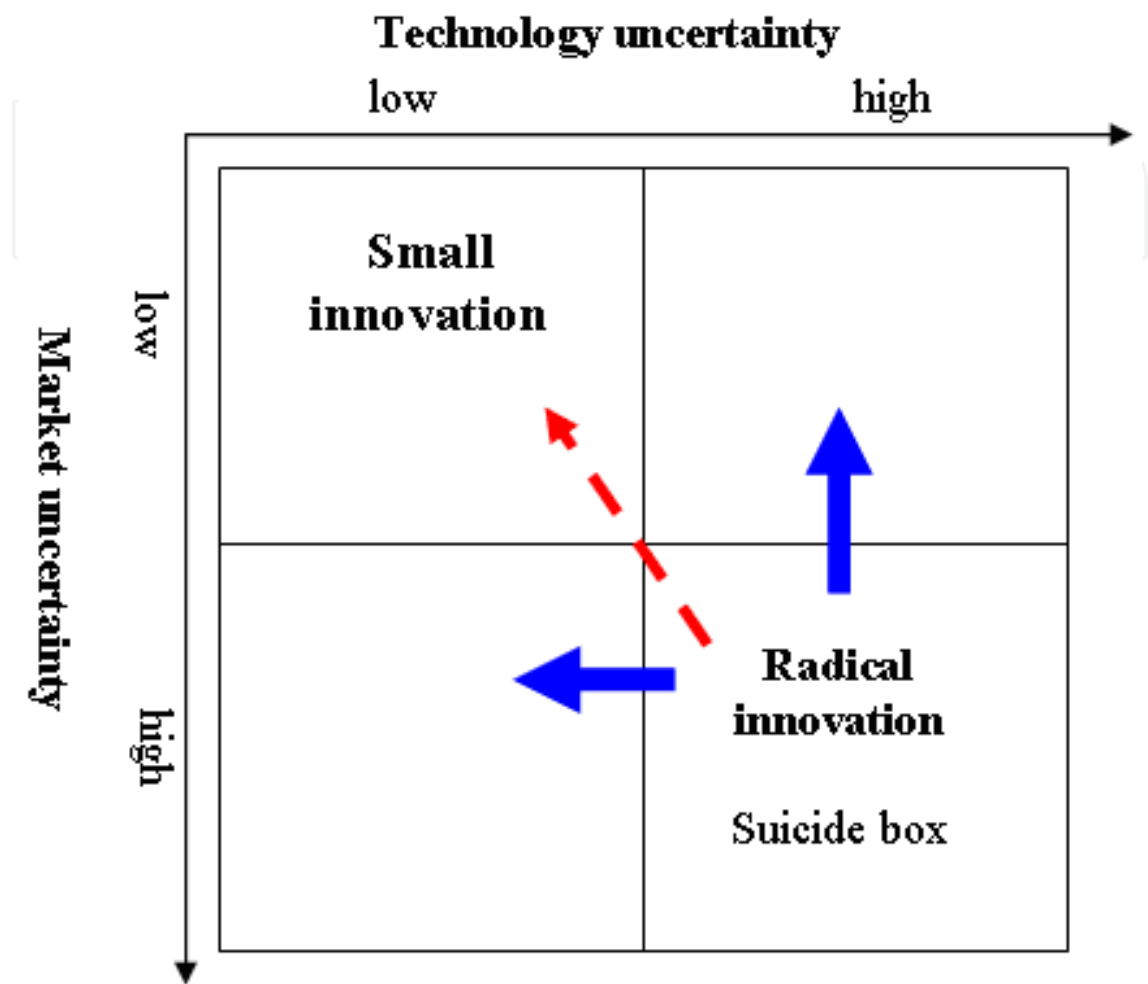 Technology uncertainty
low
high
Small
innovation
low
Market uncertainty
high
Radical
innovation
Suicide box